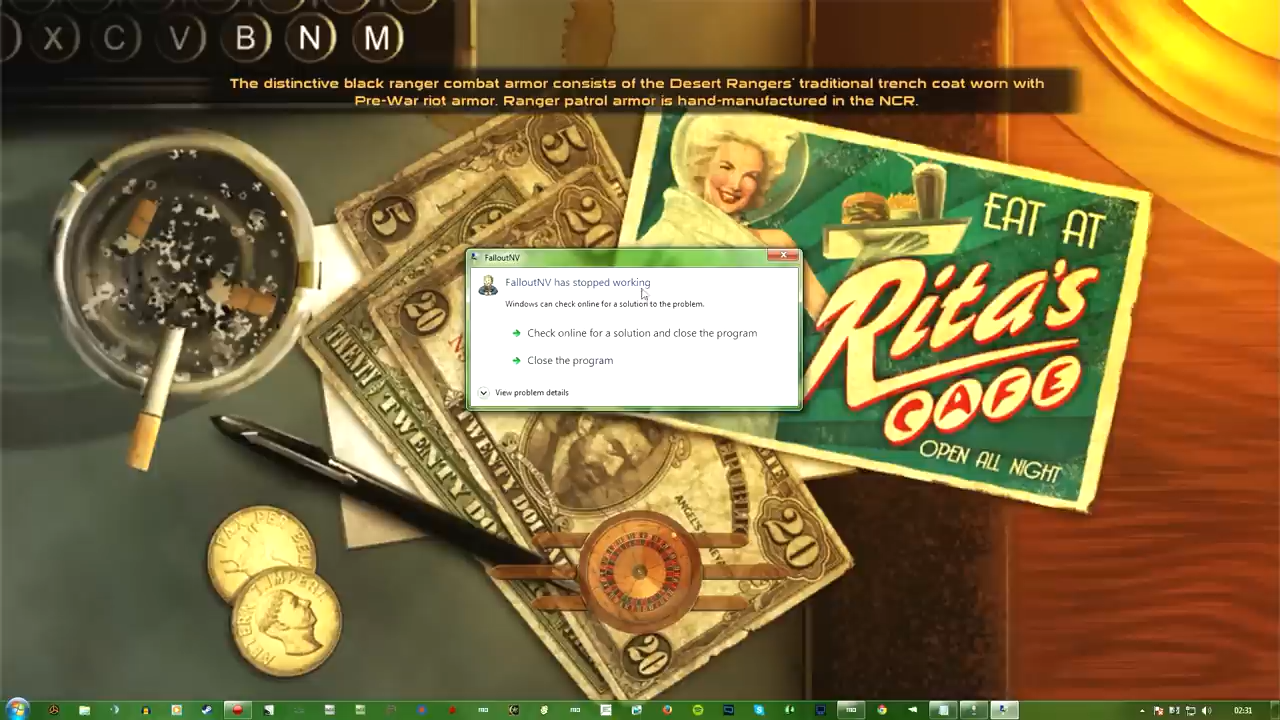 X C V B N M
The distinctive black ranger combat armor consists of the Desert Rangers' traditional trench coat worn with
Pre-War riot armor. Ranger patrol armor is hand-manufactured in the NCR.
5
5
20
20
EAT AT
Rita's
CAFE
OPEN ALL NIGHT
FalloutNV
FalloutNV has stopped working
Windows can check online for a solution to the problem.
Check online for a solution and close the program
Close the program
View problem details
TWENTY
TWENTY
TWENTY
20
20
02:31